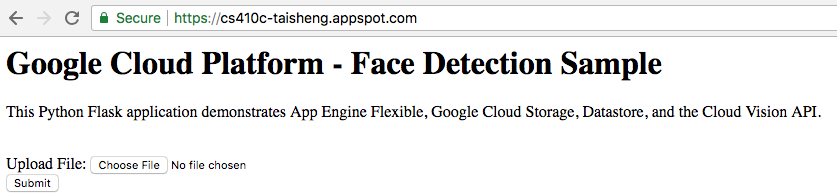 Secure | https://cs410c-taisheng.appspot.com
Google Cloud Platform - Face Detection Sample
This Python Flask application demonstrates App Engine Flexible, Google Cloud Storage, Datastore, and the Cloud Vision API.
Upload File: Choose File No file chosen
Submit